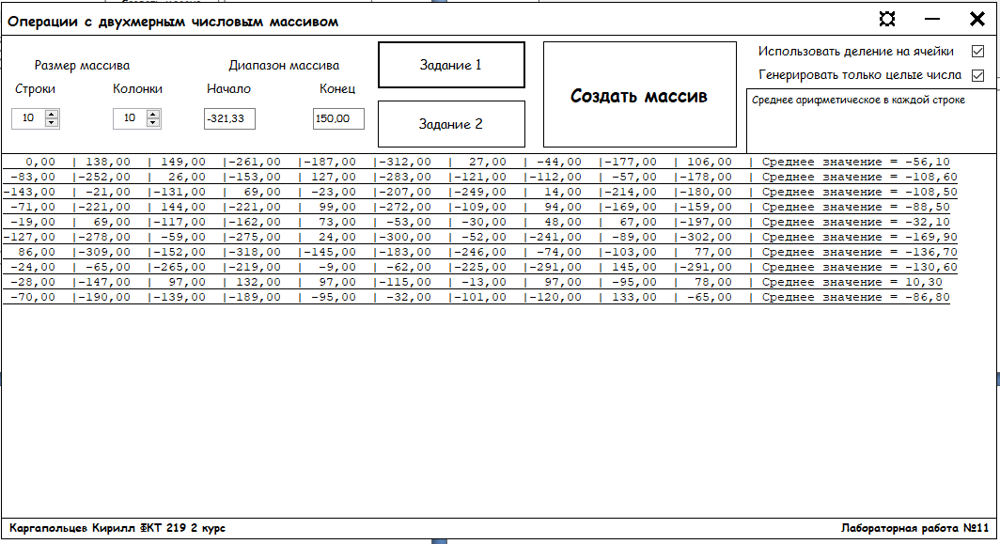 Операции с двухмерным числовым массивом
Размер массива
Диапазон массива
Строки
Колонки
Начало
Конец
10
10
-321,33
150,00
Задание 1
Задание 2
Создать массив
Использовать деление на ячейки
Генерировать только целые числа
Среднее арифметическое в каждой строке
0,00 | 138,00 | 149,00 |-261,00 |-187,00 |-312,00 | 27,00 | -44,00 |-177,00 | 106,00 | Среднее значение = -56,10
-83,00 |-252,00 | 26,00 |-153,00 | 127,00 |-283,00 |-121,00 |-112,00 | -57,00 |-178,00 | Среднее значение = -108,60
-143,00 | -21,00 |-131,00 | 69,00 | -23,00 |-207,00 |-249,00 | 14,00 |-214,00 |-180,00 | Среднее значение = -108,50
-71,00 |-221,00 | 144,00 |-221,00 | 99,00 |-272,00 |-109,00 | 94,00 |-169,00 |-159,00 | Среднее значение = -88,50
-19,00 | 69,00 |-117,00 |-162,00 | 73,00 | -53,00 | -30,00 | 48,00 | 67,00 |-197,00 | Среднее значение = -32,10
-127,00 |-278,00 | -59,00 |-275,00 | 24,00 |-300,00 | -52,00 |-241,00 | -89,00 |-302,00 | Среднее значение = -169,90
86,00 |-309,00 |-152,00 |-318,00 |-145,00 |-183,00 |-246,00 | -74,00 |-103,00 | 77,00 | Среднее значение = -136,70
-24,00 | -65,00 |-265,00 |-219,00 | -9,00 | -62,00 |-225,00 |-291,00 | 145,00 |-291,00 | Среднее значение = -130,60
-28,00 |-147,00 | 97,00 | 132,00 | 97,00 |-115,00 | -13,00 | 97,00 | -95,00 | 78,00 | Среднее значение = 10,30
-70,00 |-190,00 |-139,00 |-189,00 | -95,00 | -32,00 |-101,00 |-120,00 | 133,00 | -65,00 | Среднее значение = -86,80
Каргапольцев Кирилл ФКТ 219 2 курс
Лабораторная работа №11